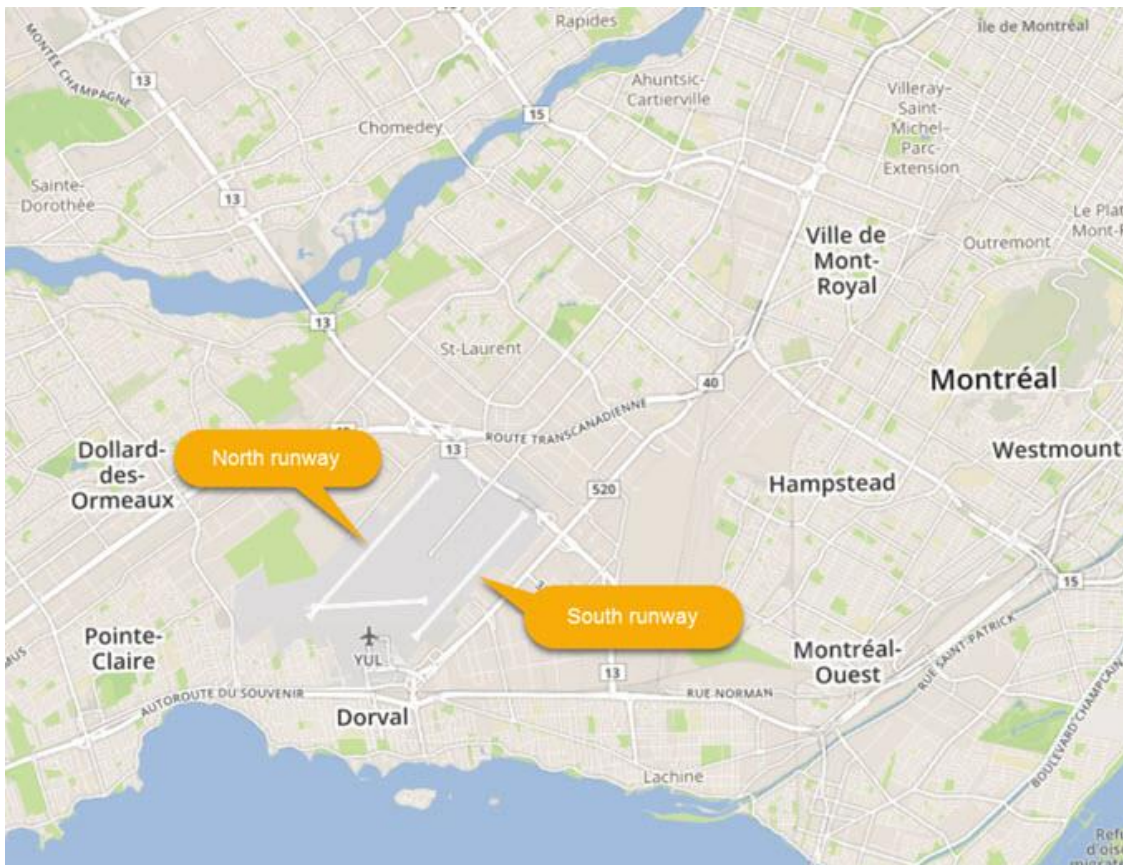 Rapides
Île de Montréal
MONTÉE CHAMPAGNE
13
Ahuntsic-
Cartierville
Villeray-
Saint-
Michel-
Parc-
Extension
15
Chomedey
Sainte-
Dorothée
13
Le Plat
Mont-R
Ville de
Mont-
Royal
Outremont
13
St-Laurent
40
Montréal
ROUTE TRANSCANADIENNE
Dollard-
des-
Ormeaux
North runway
13
Westmount
520
Hampstead
15
South runway
Pointe-
Claire
YUL
Montréal-
Ouest
RUE SAINT-PATRICK
MUS
AUTOROUTE DU SOUVENIR
13
RUE NORMAN
Dorval
BOULEVARD CHAMPLAIN
Lachine
Refu
d'ois